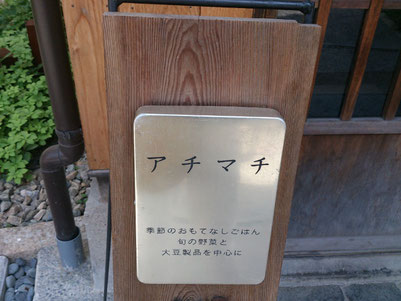 アチマチ
季節のおもてなしごはん
旬の野菜と
大豆製品を中心に